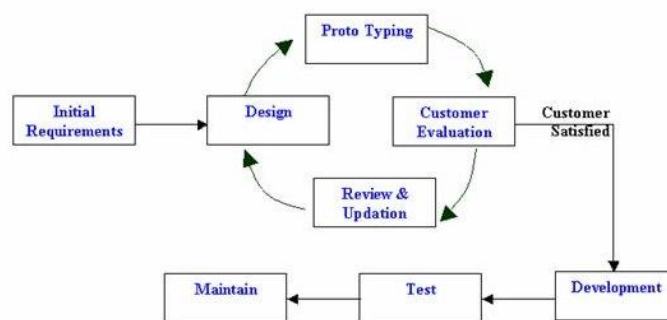 Proto Typing
Initial
Requirements
Design
Customer
Evaluation
Customer
Satisfied
Review &
Updation
Maintain
Test
Development